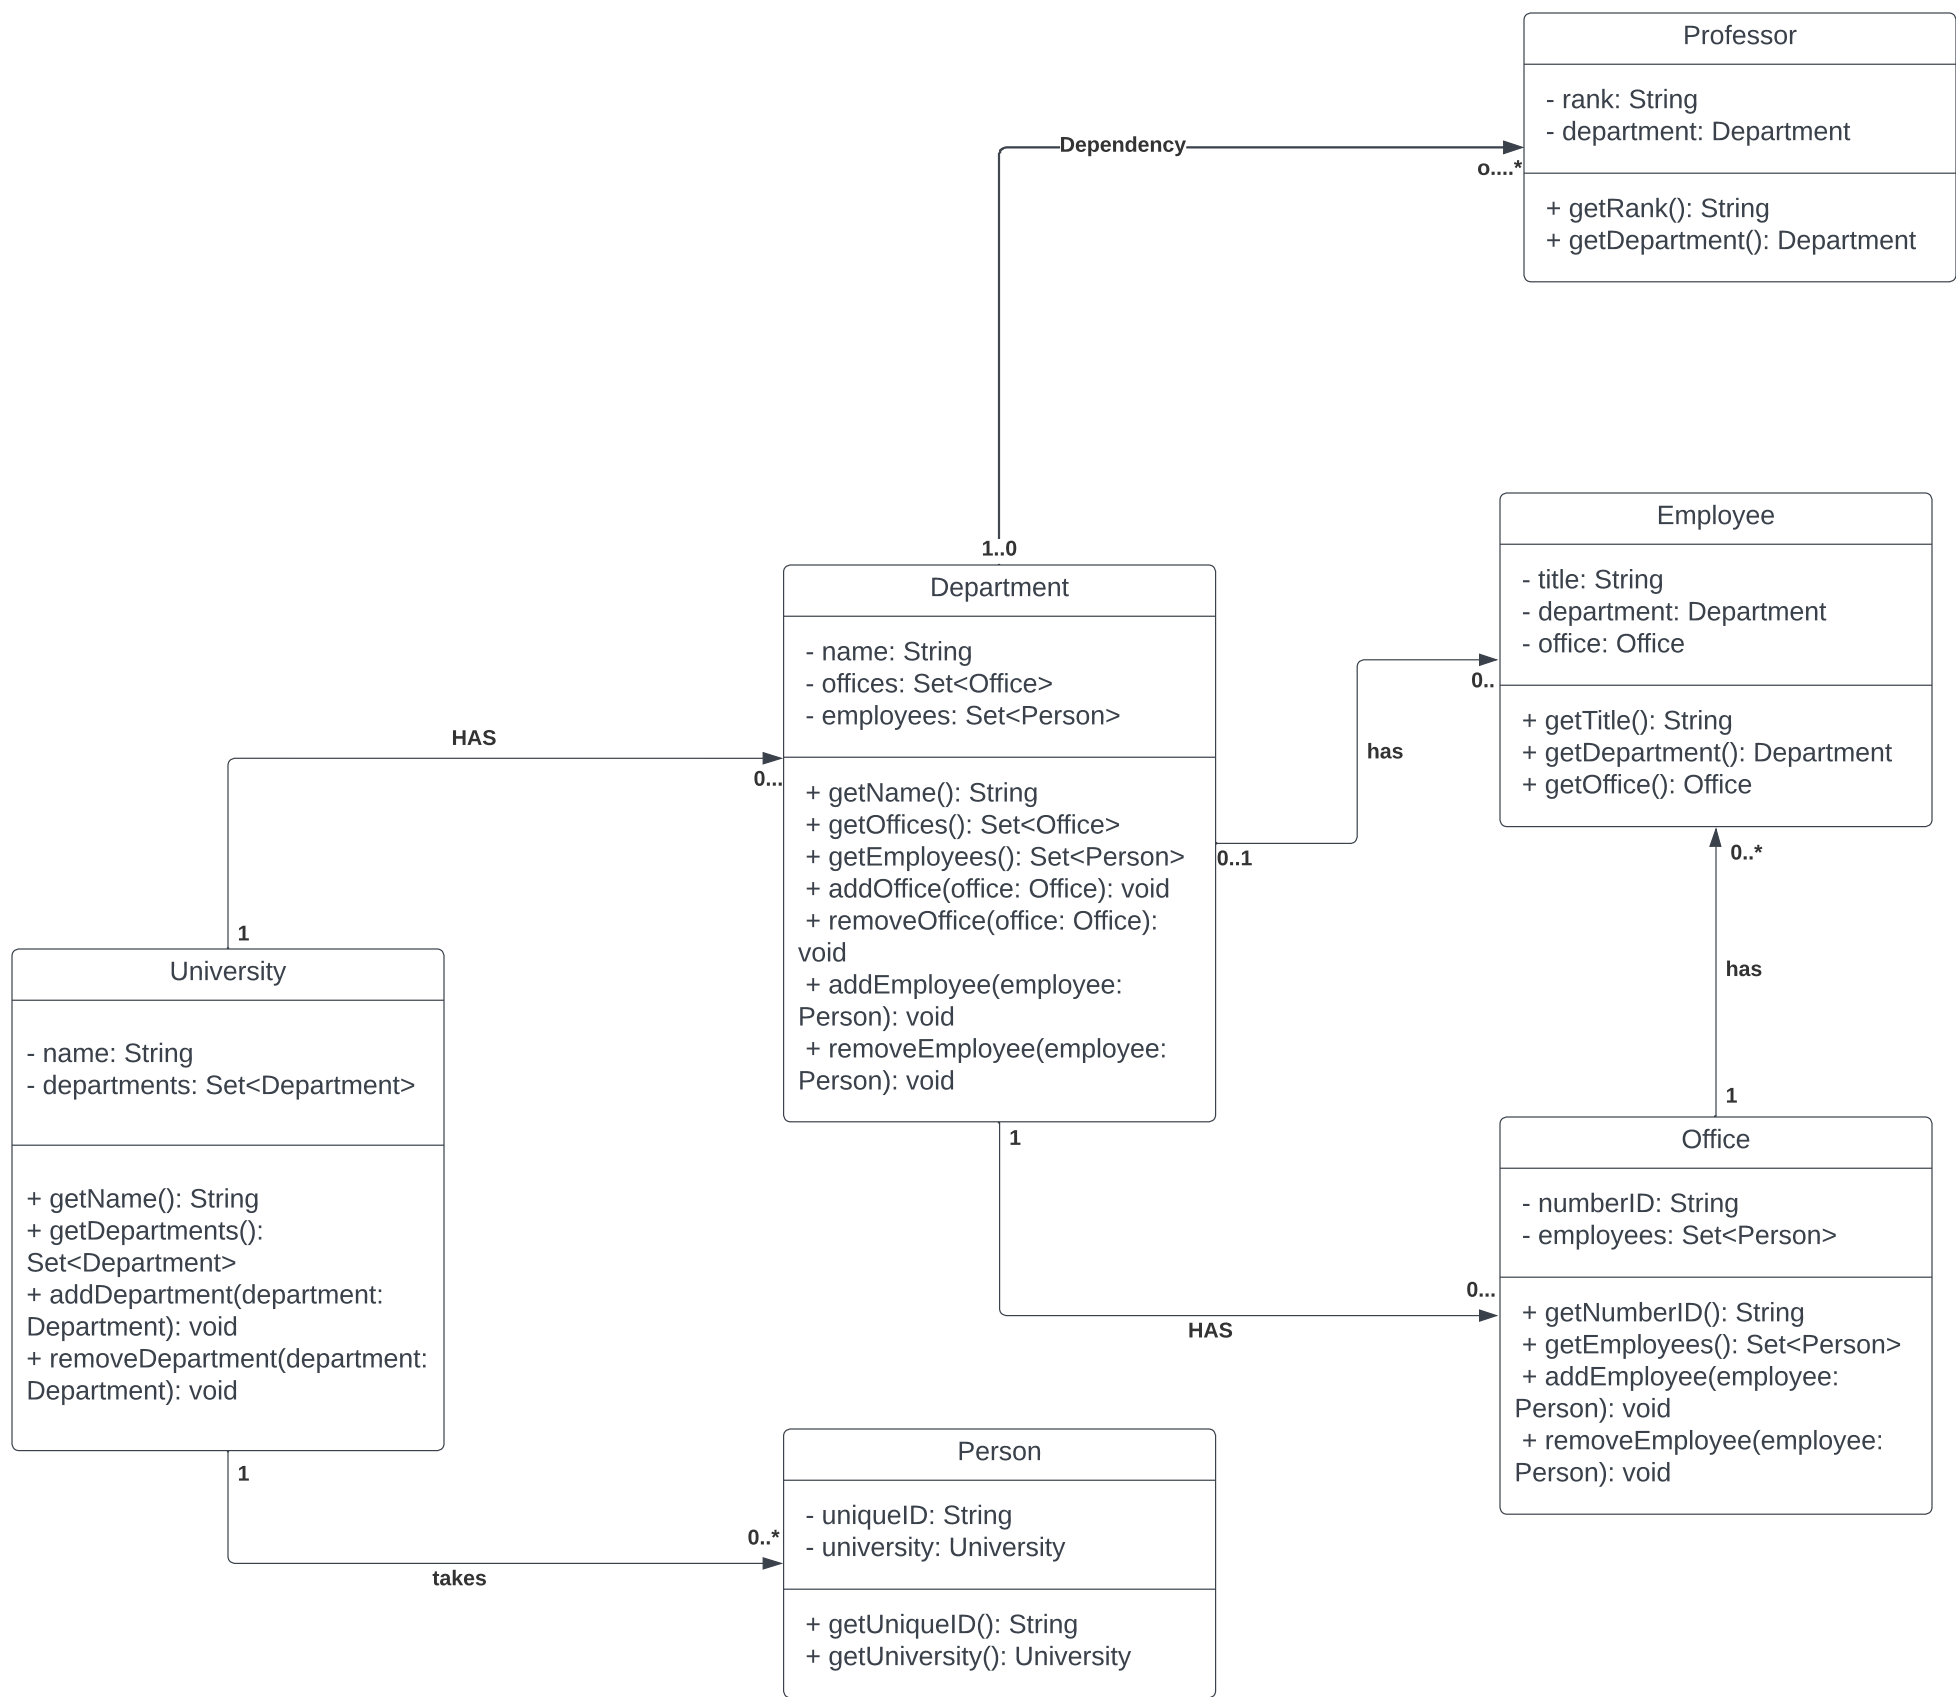 Professor
- rank: String
- department: Department
+ getRank(): String
+ getDepartment(): Department
Dependency
o....*
1..0
Employee
- title: String
- department: Department
- office: Office
+ getTitle(): String
+ getDepartment(): Department
+ getOffice(): Office
Department
- name: String
- offices: Set<Office>
- employees: Set<Person>
+ getName(): String
+ getOffices(): Set<Office>
+ getEmployees(): Set<Person>
+ addOffice(office: Office): void
+ removeOffice(office: Office):
void
+ addEmployee(employee:
Person): void
+ removeEmployee(employee:
Person): void
0..
has
0..1
HAS
0...
1
0..*
has
1
University
- name: String
- departments: Set<Department>
+ getName(): String
+ getDepartments():
Set<Department>
+ addDepartment(department:
Department): void
+ removeDepartment(department:
Department): void
1
0...
HAS
Office
- numberID: String
- employees: Set<Person>
+ getNumberID(): String
+ getEmployees(): Set<Person>
+ addEmployee(employee:
Person): void
+ removeEmployee(employee:
Person): void
1
0..*
takes
Person
- uniqueID: String
- university: University
+ getUniqueID(): String
+ getUniversity(): University